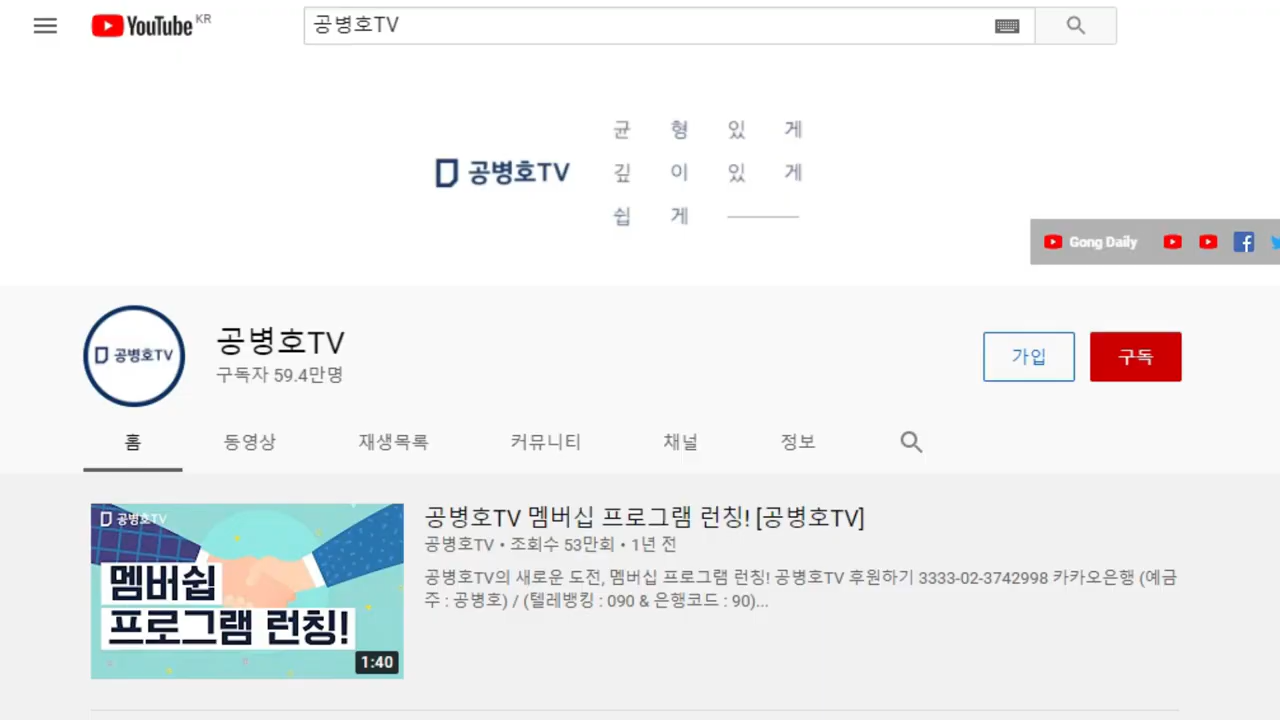 YouTube KR
공병호TV
균 형 있 게
공병호TV
깊 이 있 게
쉽 게
Gong Daily
공병호TV
공병호TV
구독자 59.4만명
가입
구독
홈 동영상 재생목록 커뮤니티 채널 정보
공병호TV
멤버쉽
프로그램 런칭!
1:40
공병호TV 멤버십 프로그램 런칭! [공병호TV]
공병호TV • 조회수 53만회 • 1년 전
공병호TV의 새로운 도전, 멤버십 프로그램 런칭! 공병호TV 후원하기 3333-02-3742998 카카오은행 (예금
주 : 공병호) / (텔레뱅킹 : 090 & 은행코드 : 90)...